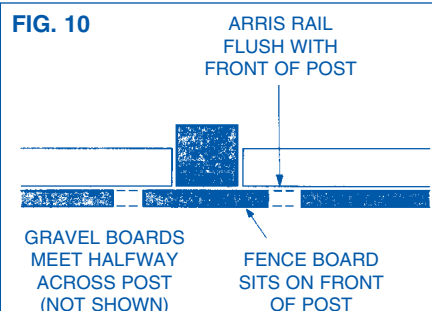 FIG. 10
ARRIS RAIL
FLUSH WITH
FRONT OF POST
GRAVEL BOARDS
MEET HALFWAY
ACROSS POST
(NOT SHOWN)
FENCE BOARD
SITS ON FRONT
OF POST